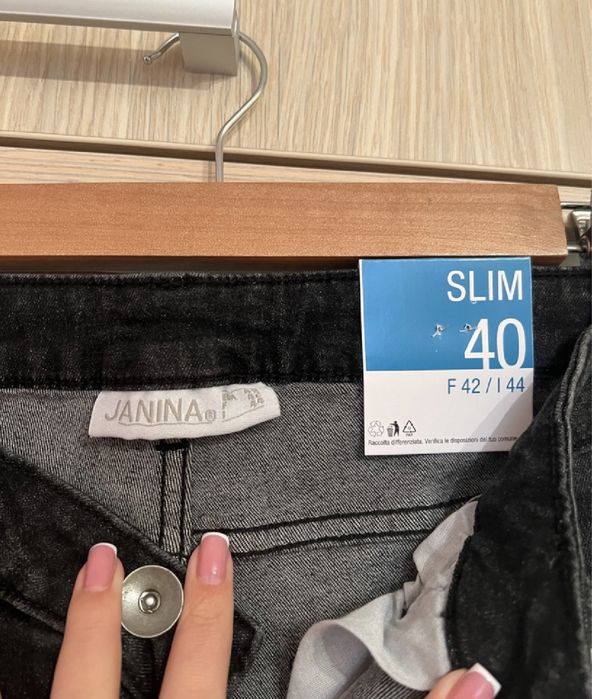 SLIM
40
F 42 / I 44
Raccolta differenziata. Verifica le disposizioni del tuo comune
JANINA®